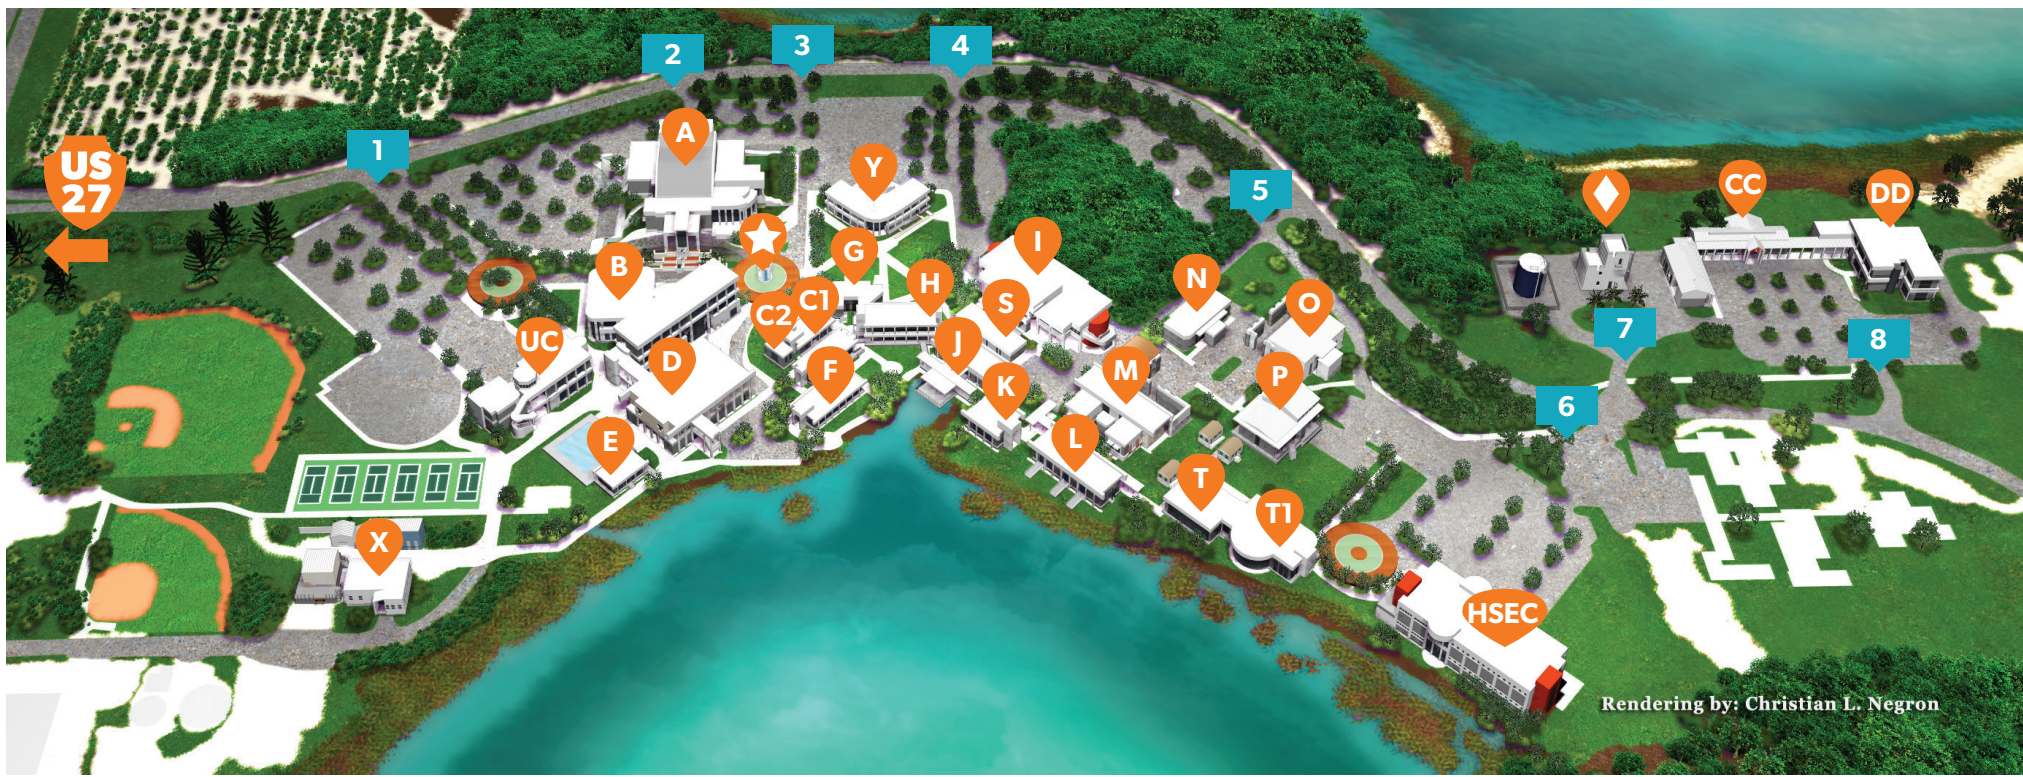 2
3
4
1
A
US
27
Y
5
CC
DD
B
G
I
N
H
C1
C2
S
O
7
8
UC
D
F
J
K
M
P
6
E
L
T
T1
X
HSEC
Rendering by: Christian L. Negron